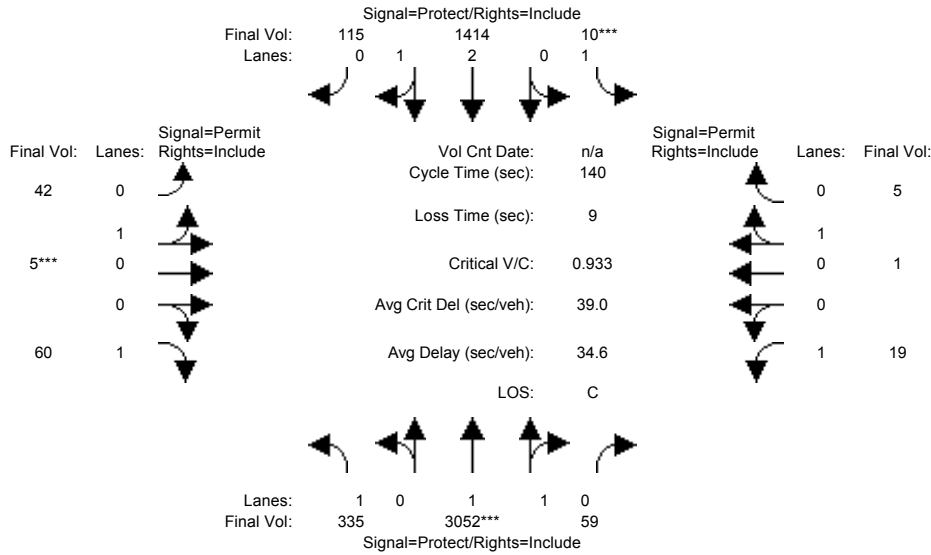 Signal=Protect/Rights=Include
Final Vol: 115 1414 10***
Lanes: 0 1 2 0 1
Signal=Permit Signal=Permit
Final Vol: Lanes: Rights=Include Vol Cnt Date: n/a Rights=Include Lanes: Final Vol:
Cycle Time (sec): 140
42 0 0 5
Loss Time (sec): 9
1 1
5*** 0 Critical V/C: 0.933 0 1
0 Avg Crit Del (sec/veh): 39.0 0
60 1 Avg Delay (sec/veh): 34.6 1 19
LOS: C
Lanes: 1 0 1 1 0
Final Vol: 335 3052*** 59
Signal=Protect/Rights=Include